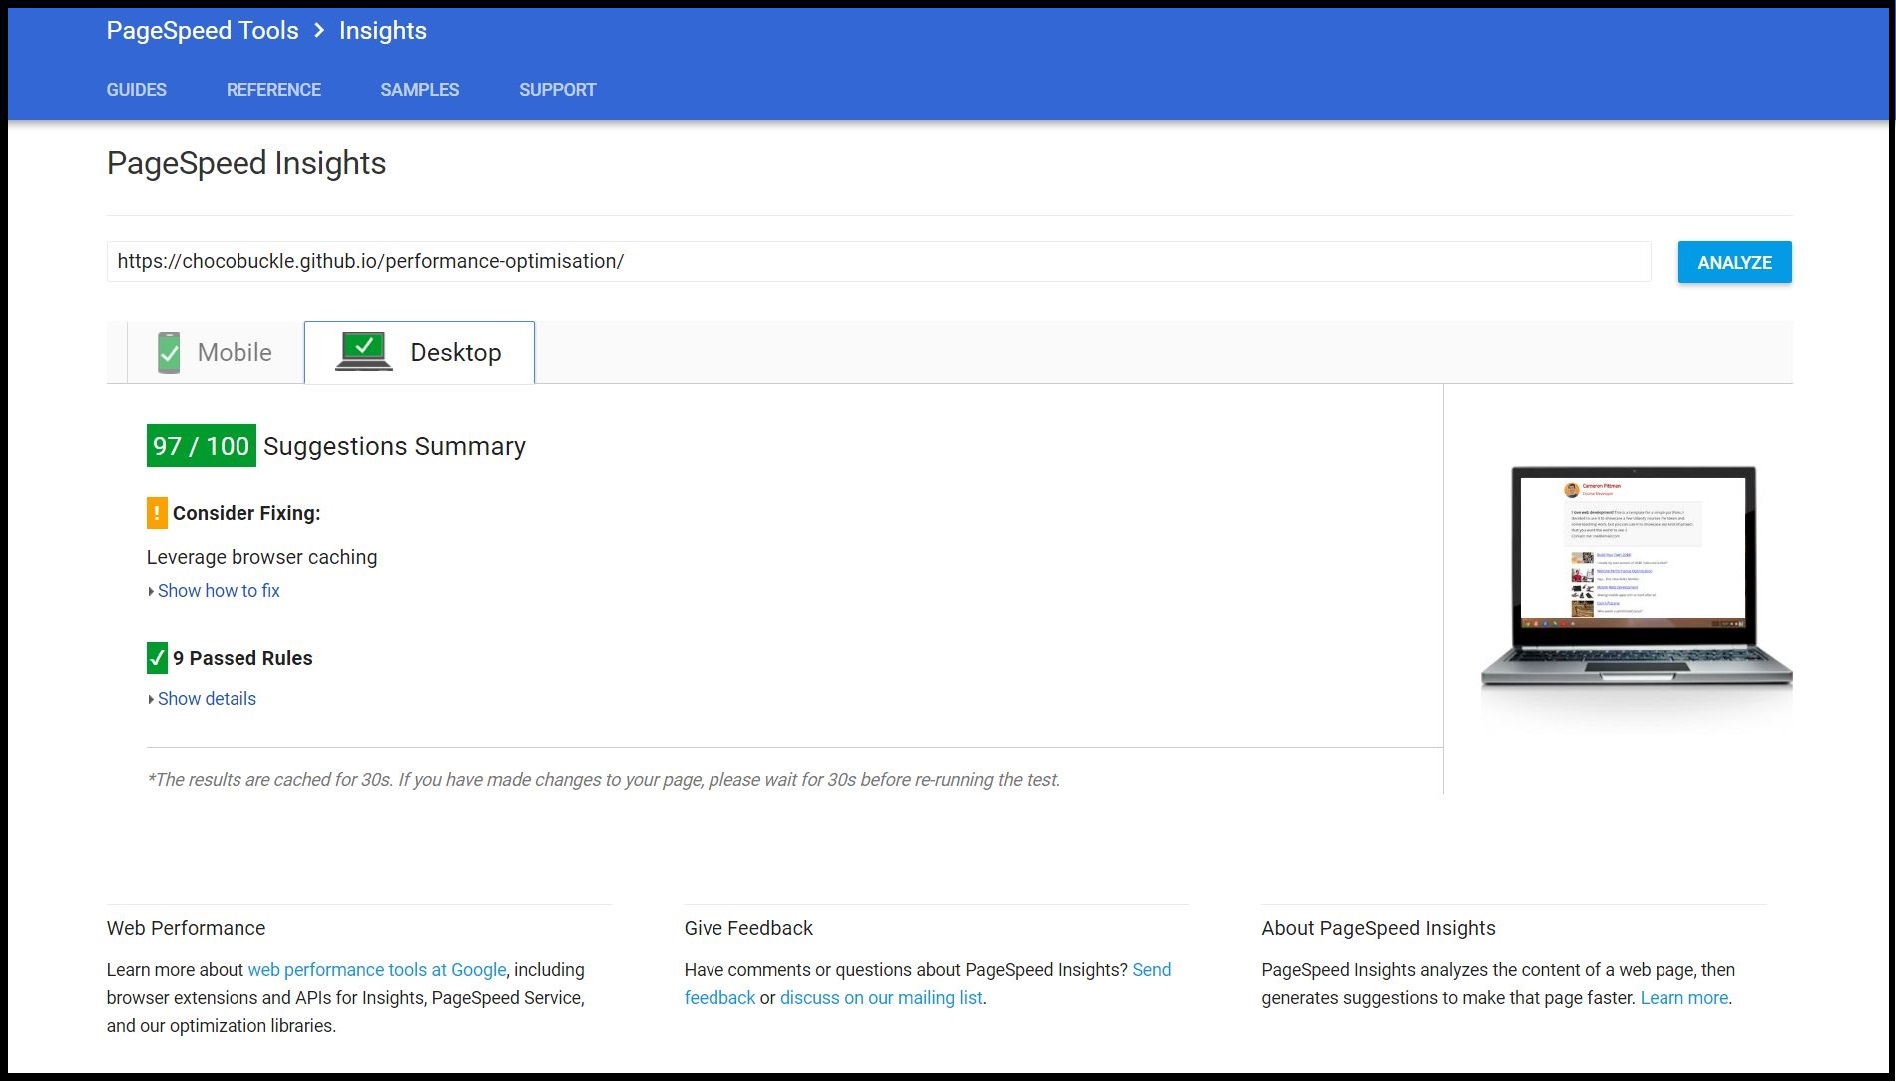 PageSpeed Tools > Insights
GUIDES REFERENCE SAMPLES SUPPORT
PageSpeed Insights
https://chocobuckle.github.io/performance-optimisation/ ANALYZE
Mobile Desktop
97 / 100 Suggestions Summary
! Consider Fixing:
Leverage browser caching
Show how to fix
9 Passed Rules
Show details
Cameron Pittman
*The results are cached for 30s. If you have made changes to your page, please wait for 30s before re-running the test.
Web Performance
Learn more about web performance tools at Google, including
browser extensions and APIs for Insights, PageSpeed Service,
and our optimization libraries.
Give Feedback
Have comments or questions about PageSpeed Insights? Send
feedback or discuss on our mailing list.
About PageSpeed Insights
PageSpeed Insights analyzes the content of a web page, then
generates suggestions to make that page faster. Learn more.